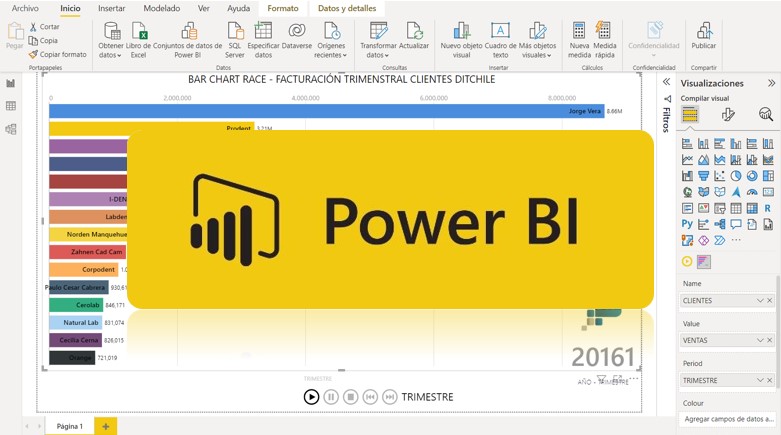 Archivo Inicio Insertar Modelado Ver Ayuda Formato Datos y detalles
Pegar
Cortar
Copia
Copiar formato
Obtener datos
Libro de Excel
Conjuntos de datos de Power BI
SQL Server
Especificar datos
Dataverse
Orígenes recientes
Transformar datos
Actualizar
Nuevo objeto visual
Cuadro de texto
Más objetos visuales
Nueva medida
Medida rápida
Confidencialidad
Publicar
Portapapeles Datos Consultas Insertar Cálculos Confidencialidad Compartir
BAR CHART RACE - FACTURACIÓN TRIMENSTRAL CLIENTES DITCHILE
0 2,000,000 4,000,000 6,000,000 8,000,000
Jorge Vera 8.66M
Prodent 3.21M
I-DEN
Labden
Norden Manquehue
Zahnen Cad Cam
Corpodent 1.0
Paulo Cesar Cabrera 930,61
Cerolab 846,171
Natural Lab 831,074
Cecilia Cerna 826,015
Orange 721,019
Power BI
20161
AÑO - TRIMESTRE
TRIMESTRE
TRIMESTRE
Página 1
Filtros
Visualizaciones
Compilar visual
R
Py
Name
CLIENTES
Value
VENTAS
Period
TRIMESTRE
Colour
Agregar campos de datos a...